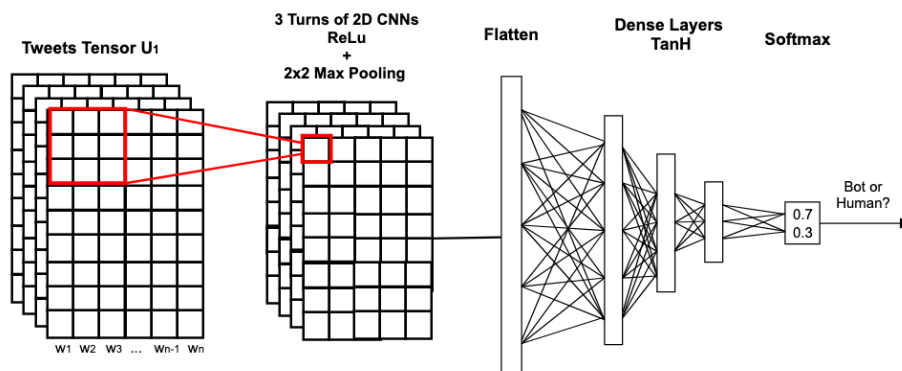 Tweets Tensor U1
3 Turns of 2D CNNs
ReLu
+
2x2 Max Pooling
Flatten
Dense Layers
TanH
Softmax
0.7
0.3
Bot or
Human?
W1 W2 W3 ... Wn-1 Wn